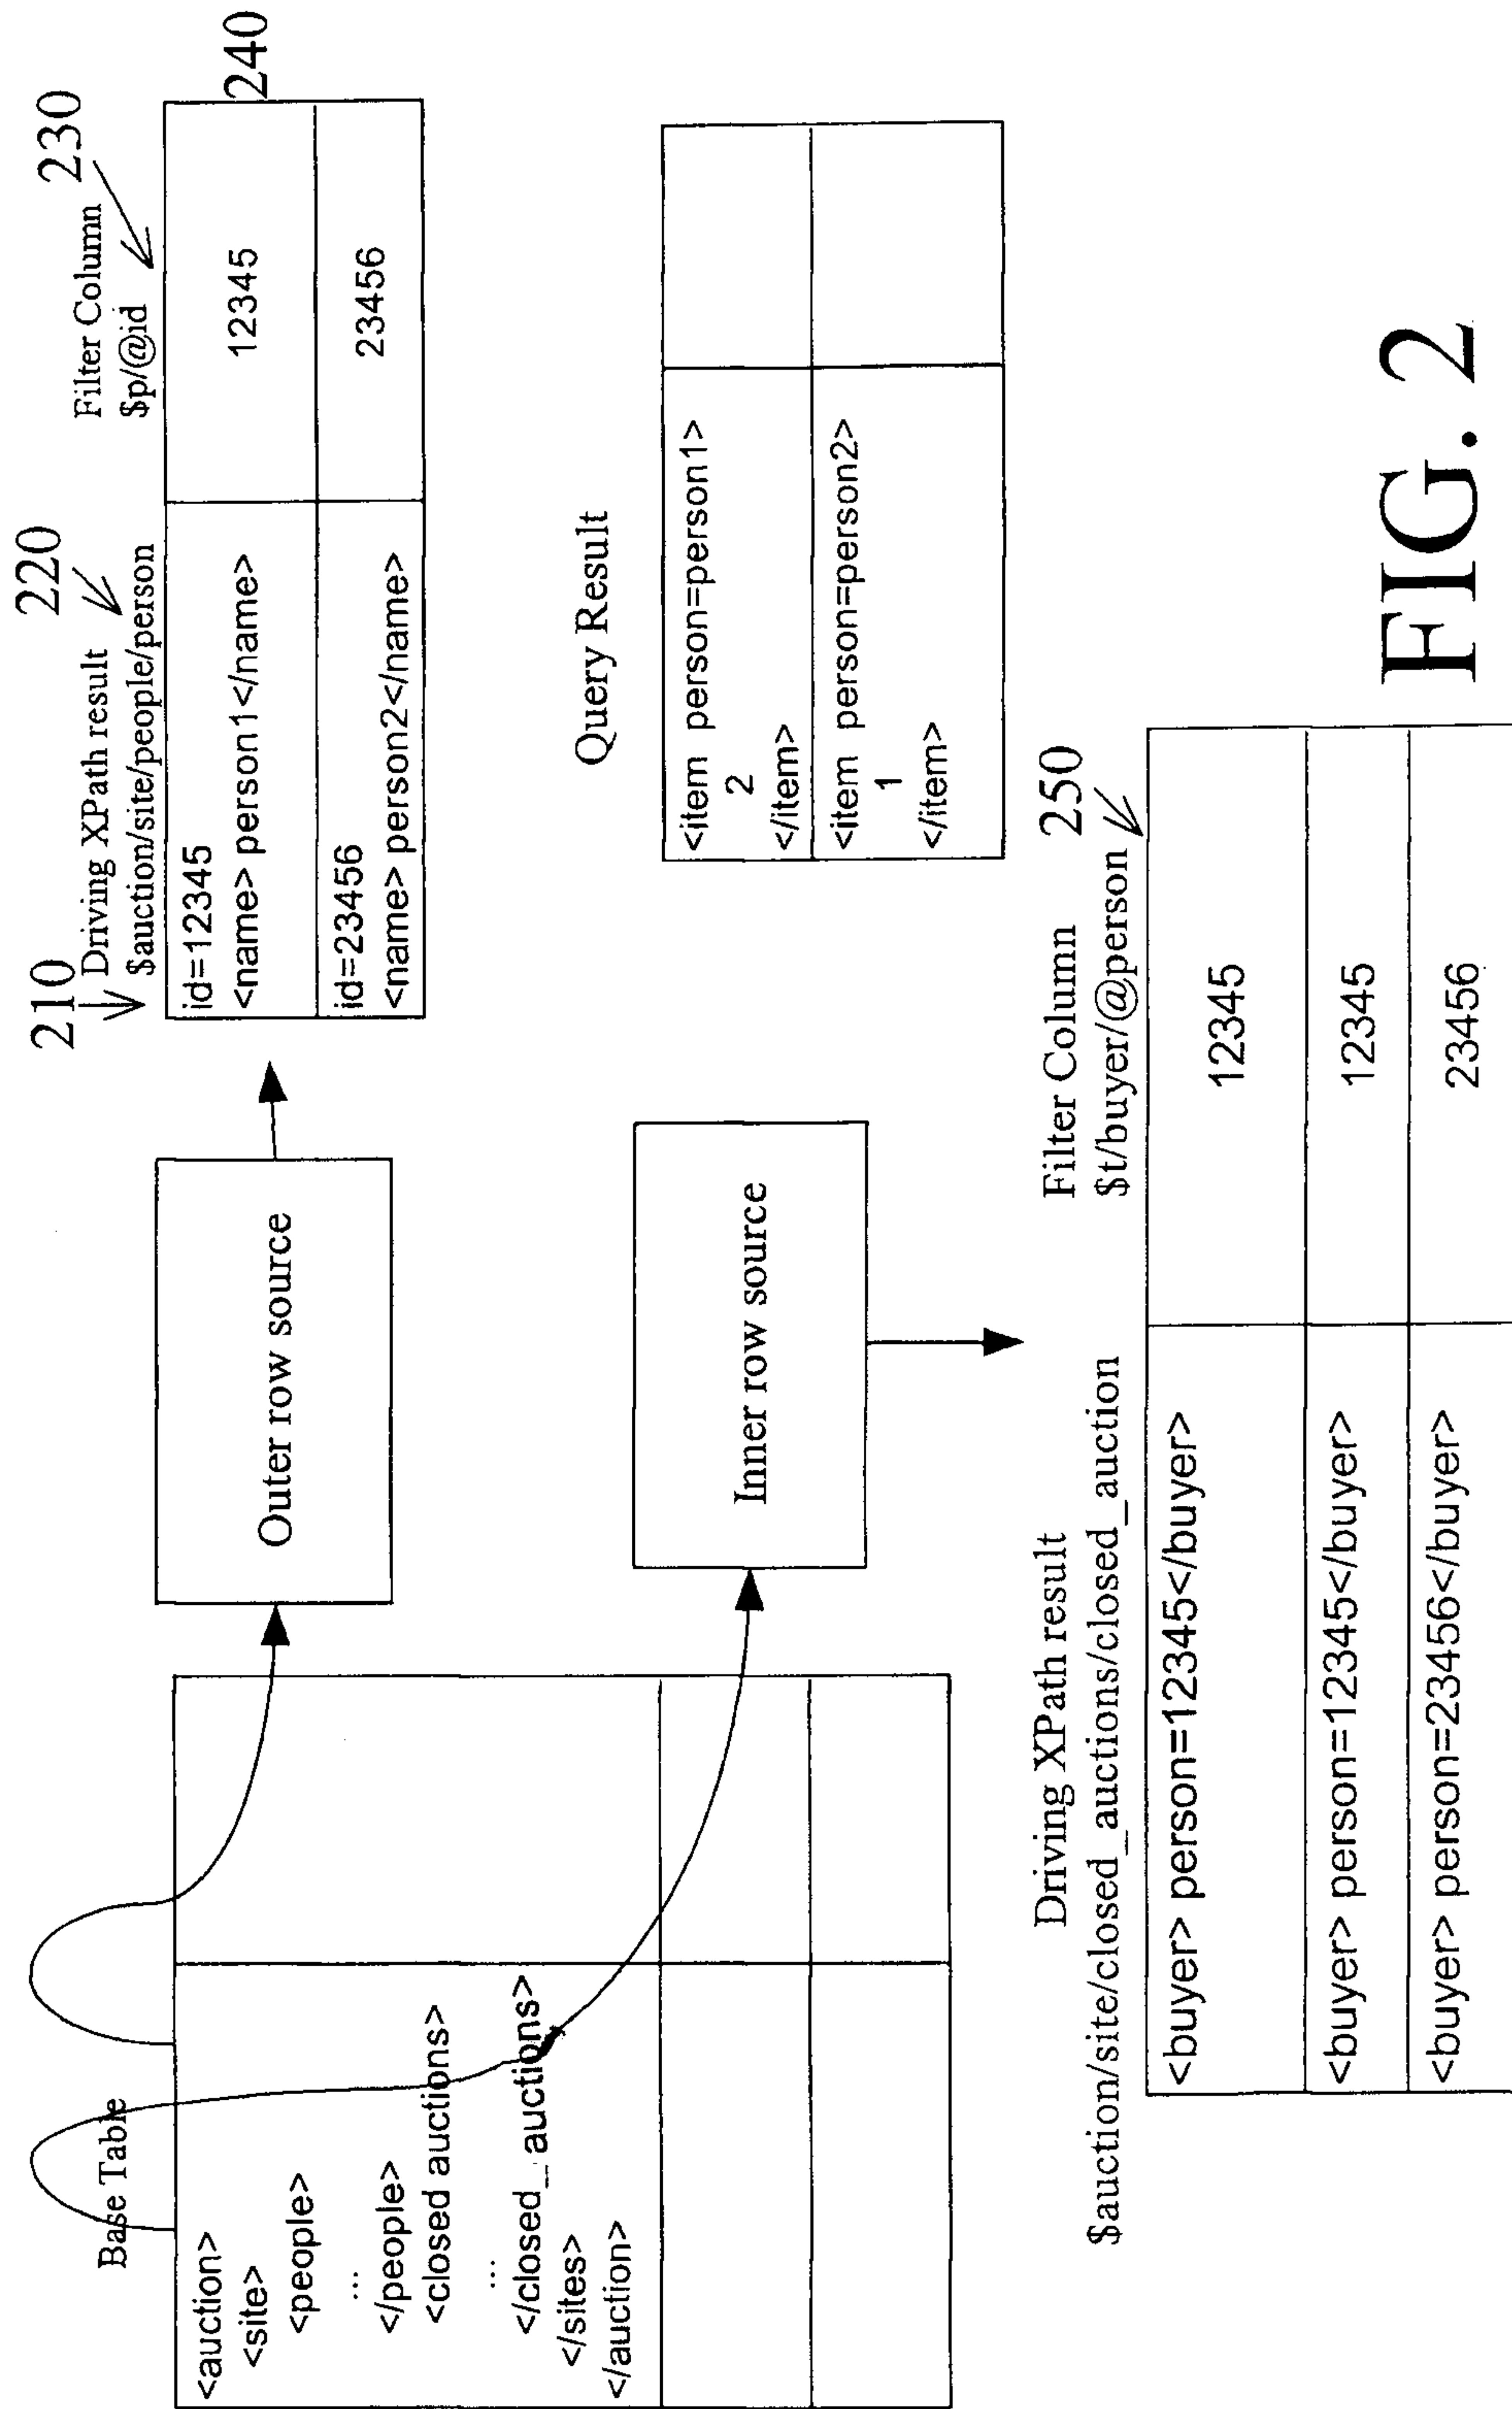 Base Table
<auction>
<site>
<people>
...
</people>
<closed auctions>
...
</closed_auctions>
</sites>
</auction>
Outer row source
Inner row source
210
220
Driving XPath result
$auction/site/people/person
230
Filter Column
$p/@id
240
id=12345
<name> person1</name>
12345
id=23456
<name> person2</name>
23456
Query Result
<item person=person1>
2
</item>
<item person=person2>
1
</item>
Driving XPath result
$auction/site/closed_auctions/closed_auction
Filter Column
$t/buyer/@person
250
<buyer> person=12345</buyer>
12345
<buyer> person=12345</buyer>
12345
<buyer> person=23456</buyer>
23456
FIG. 2